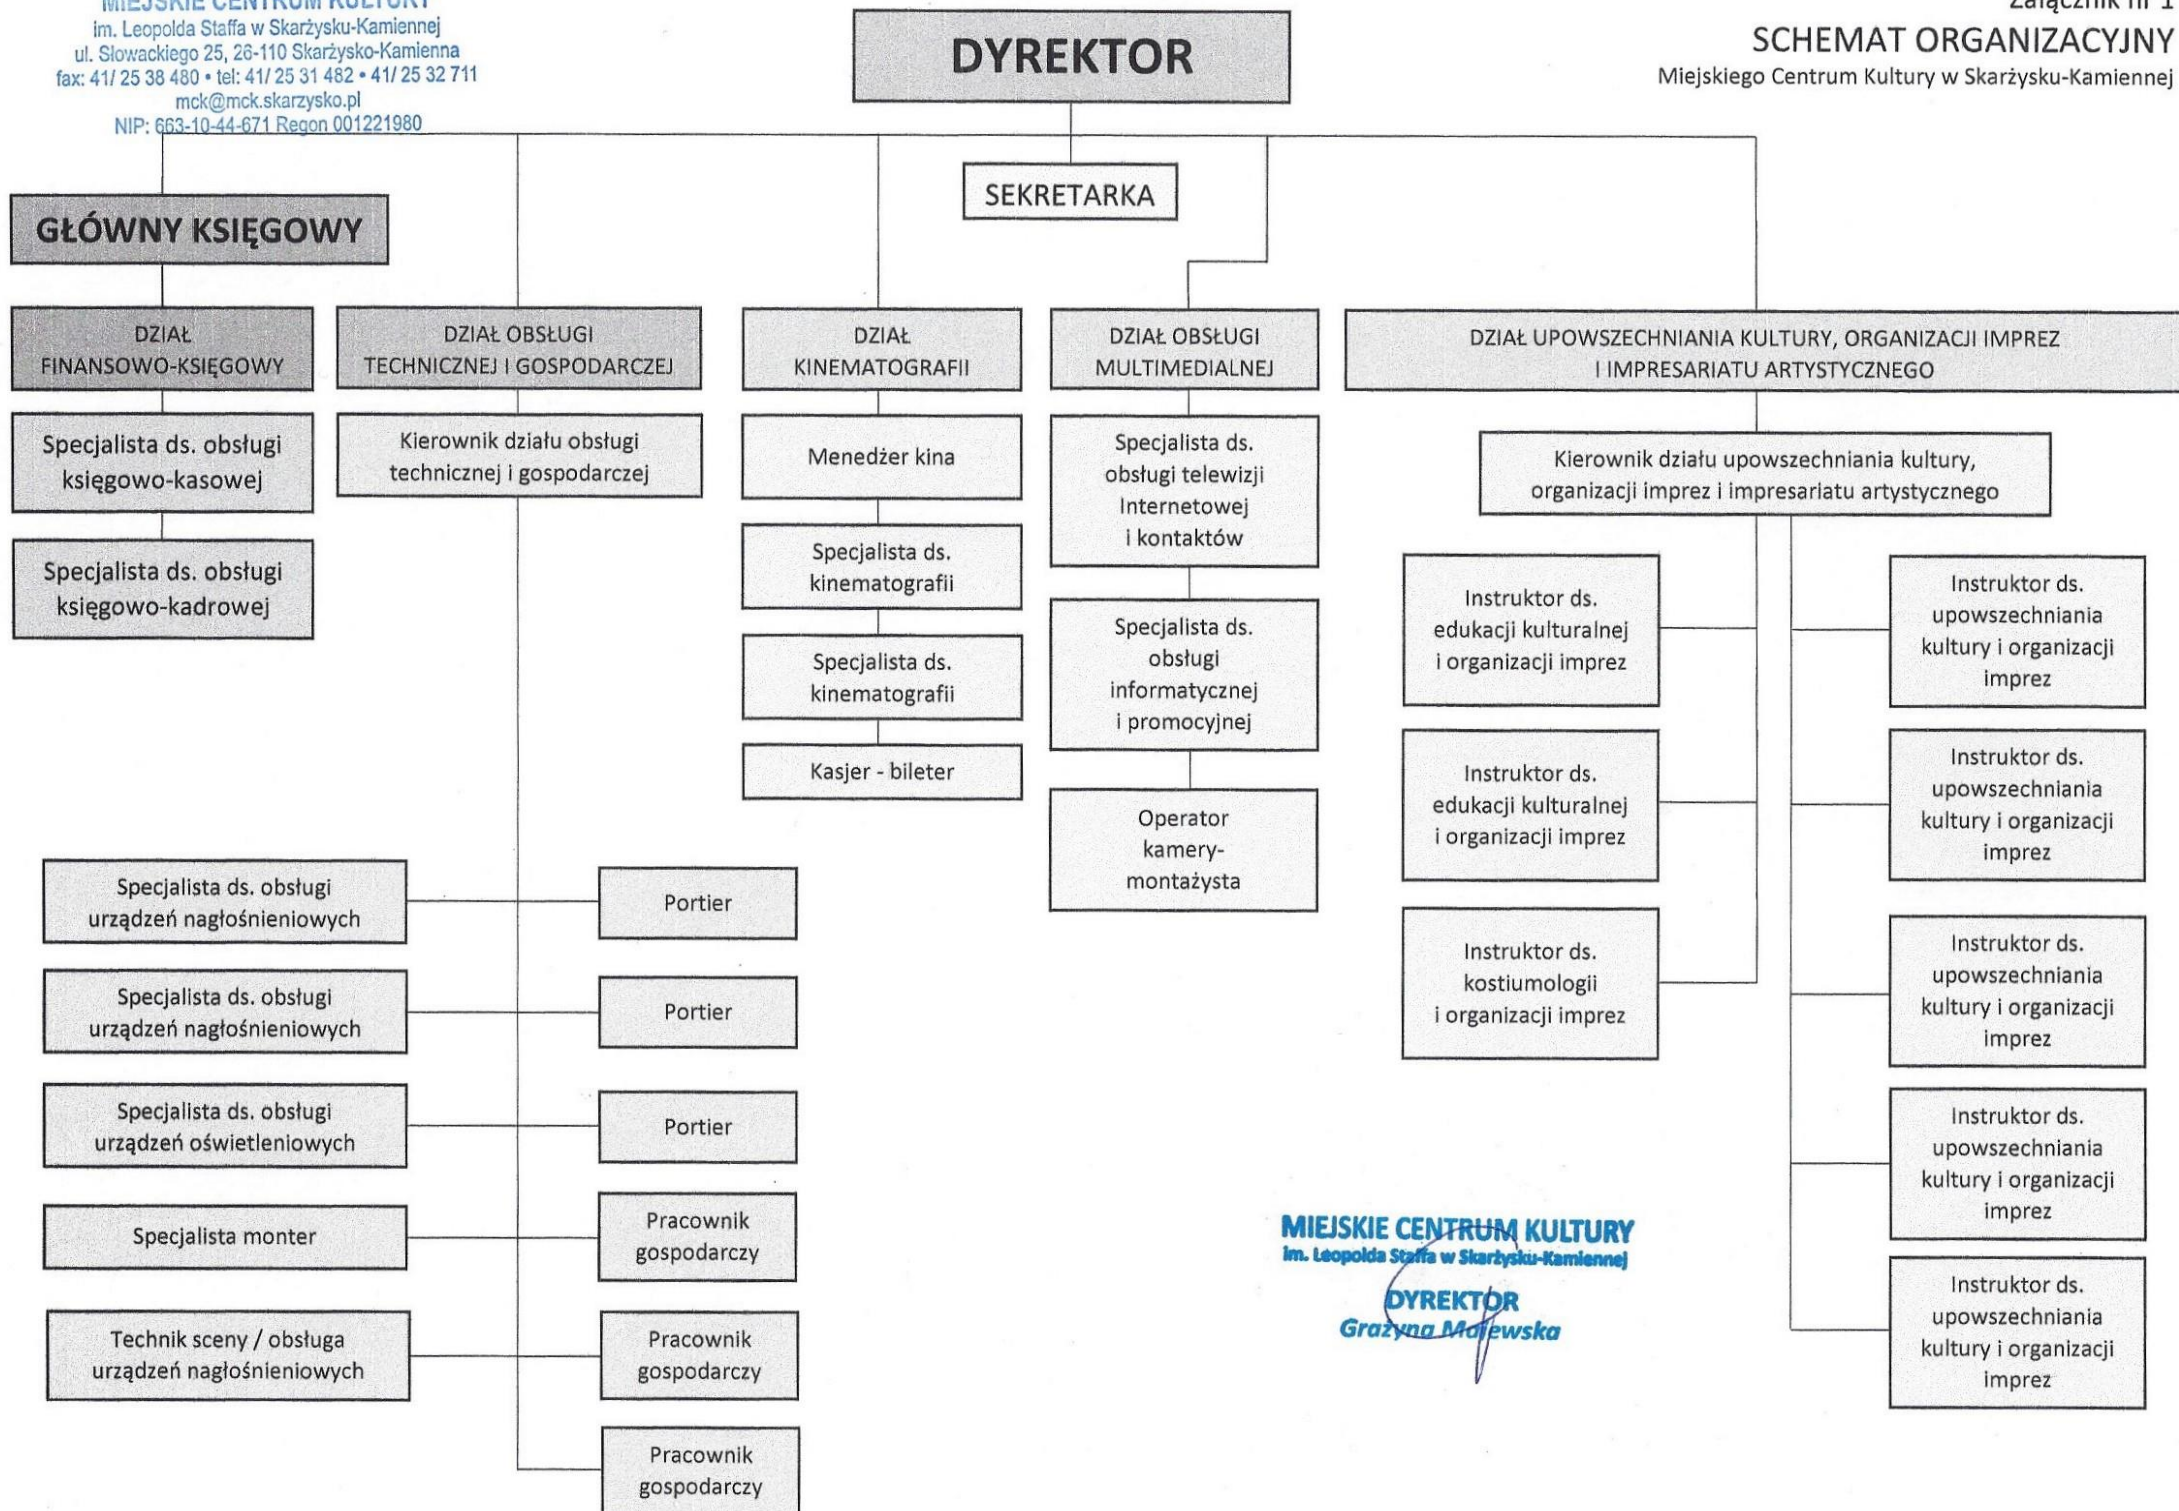 MIEJSKIE CENTRUM KULTURY
im. Leopolda Staffa w Skarżysku-Kamiennej
ul. Słowackiego 25, 26-110 Skarżysko-Kamienna
fax: 41/ 25 38 480 • tel: 41/ 25 31 482 • 41/ 25 32 711
mck@mck.skarzysko.pl
NIP: 663-10-44-671 Regon 001221980
Załącznik nr 1
SCHEMAT ORGANIZACYJNY
Miejskiego Centrum Kultury w Skarżysku-Kamiennej
DYREKTOR
SEKRETARKA
GŁÓWNY KSIĘGOWY
DZIAŁ
FINANSOWO-KSIĘGOWY
Specjalista ds. obsługi
księgowo-kasowej
Specjalista ds. obsługi
księgowo-kadrowej
DZIAŁ OBSŁUGI
TECHNICZNEJ I GOSPODARCZEJ
Kierownik działu obsługi
technicznej i gospodarczej
Specjalista ds. obsługi
urządzeń nagłośnieniowych
Specjalista ds. obsługi
urządzeń nagłośnieniowych
Specjalista ds. obsługi
urządzeń oświetleniowych
Specjalista monter
Technik sceny / obsługa
urządzeń nagłośnieniowych
Portier
Portier
Portier
Pracownik
gospodarczy
Pracownik
gospodarczy
Pracownik
gospodarczy
DZIAŁ
KINEMATOGRAFII
Menedżer kina
Specjalista ds.
kinematografii
Specjalista ds.
kinematografii
Kasjer - bileter
DZIAŁ OBSŁUGI
MULTIMEDIALNEJ
Specjalista ds.
obsługi telewizji
Internetowej
i kontaktów
Specjalista ds.
obsługi
informatycznej
i promocyjnej
Operator
kamery-
montażysta
DZIAŁ UPOWSZECHNIANIA KULTURY, ORGANIZACJI IMPREZ
I IMPRESARIATU ARTYSTYCZNEGO
Kierownik działu upowszechniania kultury,
organizacji imprez i impresariatu artystycznego
Instruktor ds.
edukacji kulturalnej
i organizacji imprez
Instruktor ds.
edukacji kulturalnej
i organizacji imprez
Instruktor ds.
kostiumologii
i organizacji imprez
Instruktor ds.
upowszechniania
kultury i organizacji
imprez
Instruktor ds.
upowszechniania
kultury i organizacji
imprez
Instruktor ds.
upowszechniania
kultury i organizacji
imprez
Instruktor ds.
upowszechniania
kultury i organizacji
imprez
Instruktor ds.
upowszechniania
kultury i organizacji
imprez
MIEJSKIE CENTRUM KULTURY
im. Leopolda Staffa w Skarżysku-Kamiennej
DYREKTOR
Grażyna Majewska